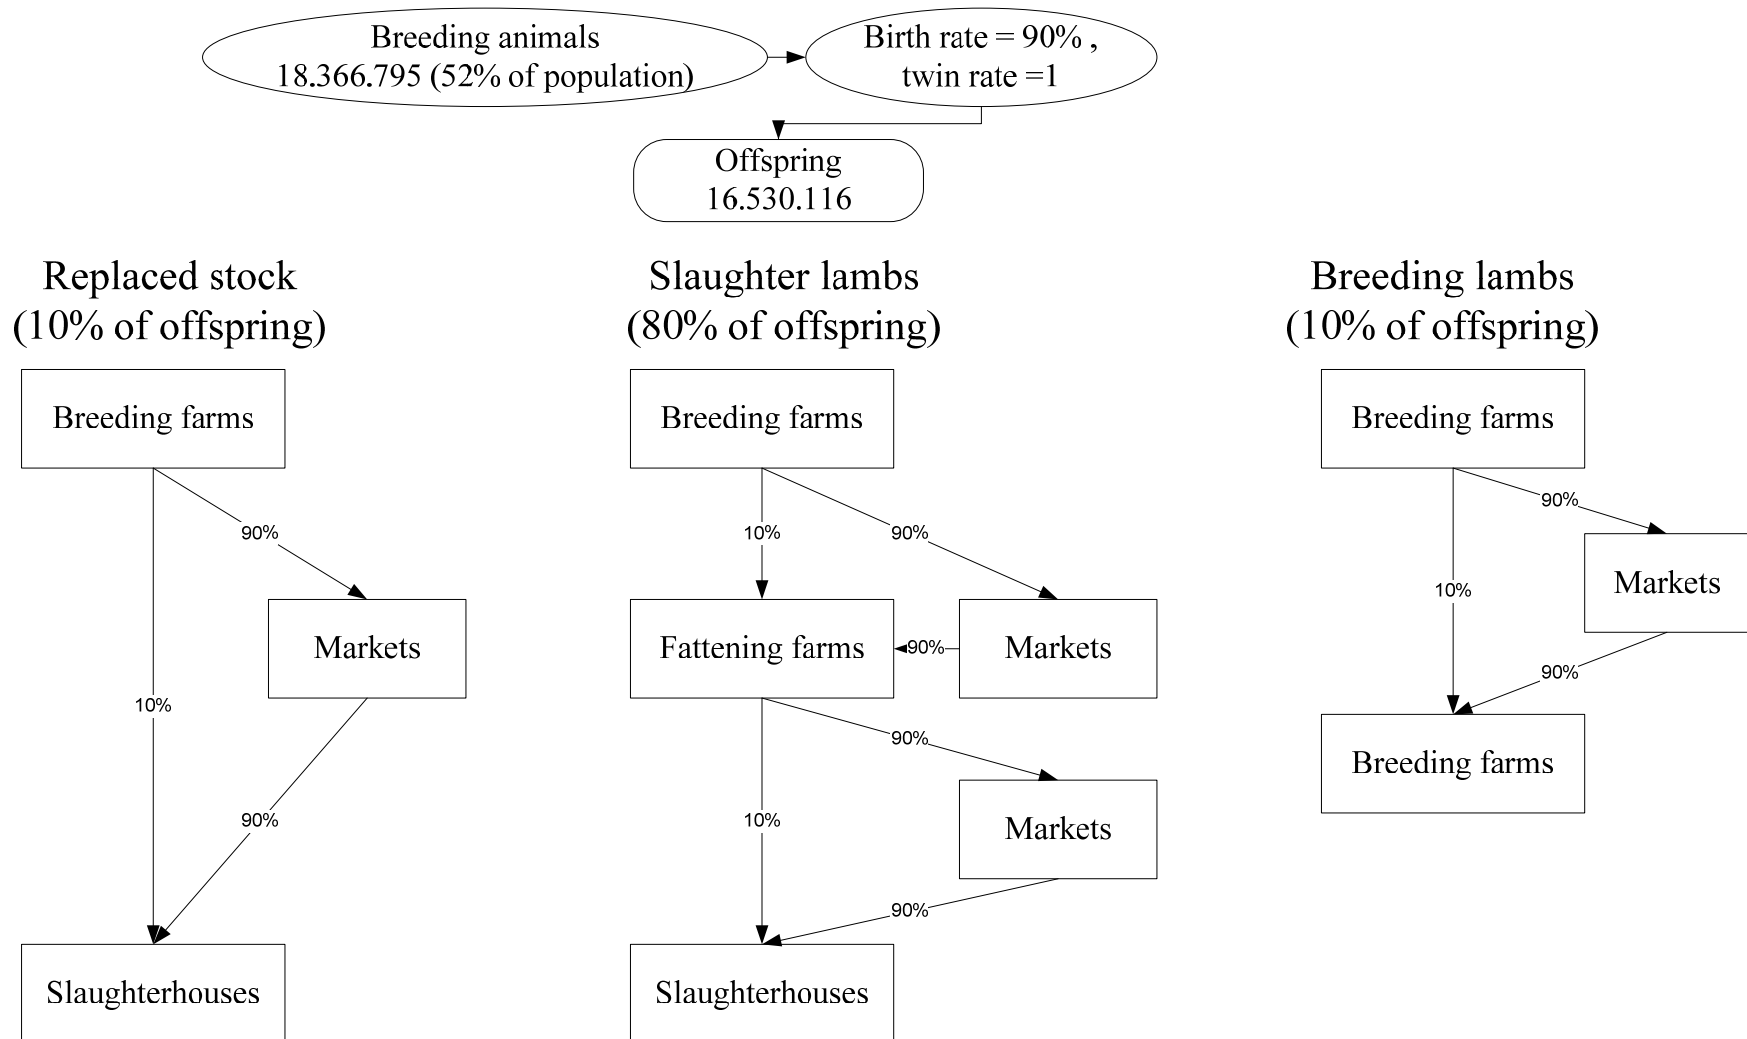 Breeding animals
18.366.795 (52% of population)
Birth rate = 90% ,
twin rate =1
Offspring
16.530.116
Replaced stock
(10% of offspring)
Breeding farms
90%
Markets
10%
90%
Slaughterhouses
Slaughter lambs
(80% of offspring)
Breeding farms
10%
90%
Fattening farms
90%
Markets
90%
10%
Markets
90%
Slaughterhouses
Breeding lambs
(10% of offspring)
Breeding farms
90%
10%
Markets
90%
Breeding farms